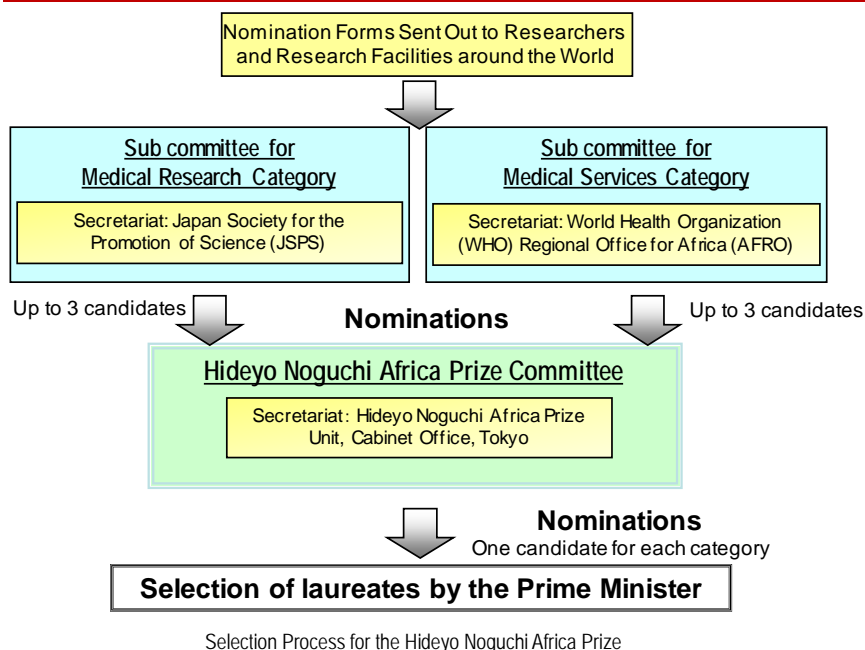 Nomination Forms Sent Out to Researchers
and Research Facilities around the World
Sub committee for
Medical Research Category
Secretariat: Japan Society for the
Promotion of Science (JSPS)
Sub committee for
Medical Services Category
Secretariat: World Health Organization
(WHO) Regional Office for Africa (AFRO)
Up to 3 candidates
Nominations
Up to 3 candidates
Hideyo Noguchi Africa Prize Committee
Secretariat: Hideyo Noguchi Africa Prize
Unit, Cabinet Office, Tokyo
Nominations
One candidate for each category
Selection of laureates by the Prime Minister
Selection Process for the Hideyo Noguchi Africa Prize